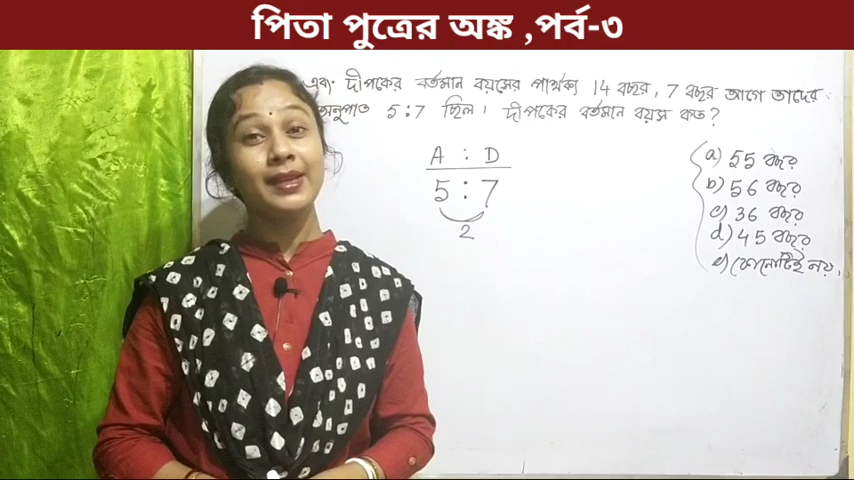 পিতা পুত্রের অঙ্ক ,পর্ব-৩
এবং দীপকের বর্তমান বয়সের পার্থক্য 14 বছর, 7 বছর আগে তাদের
অনুপাত 5:7 ছিল। দীপকের বর্তমান বয়স কত?
A : D
5 : 7
2
a) 55 বছর
b) 56 বছর
c) 36 বছর
d) 45 বছর
e) কোনোটিই নয়.